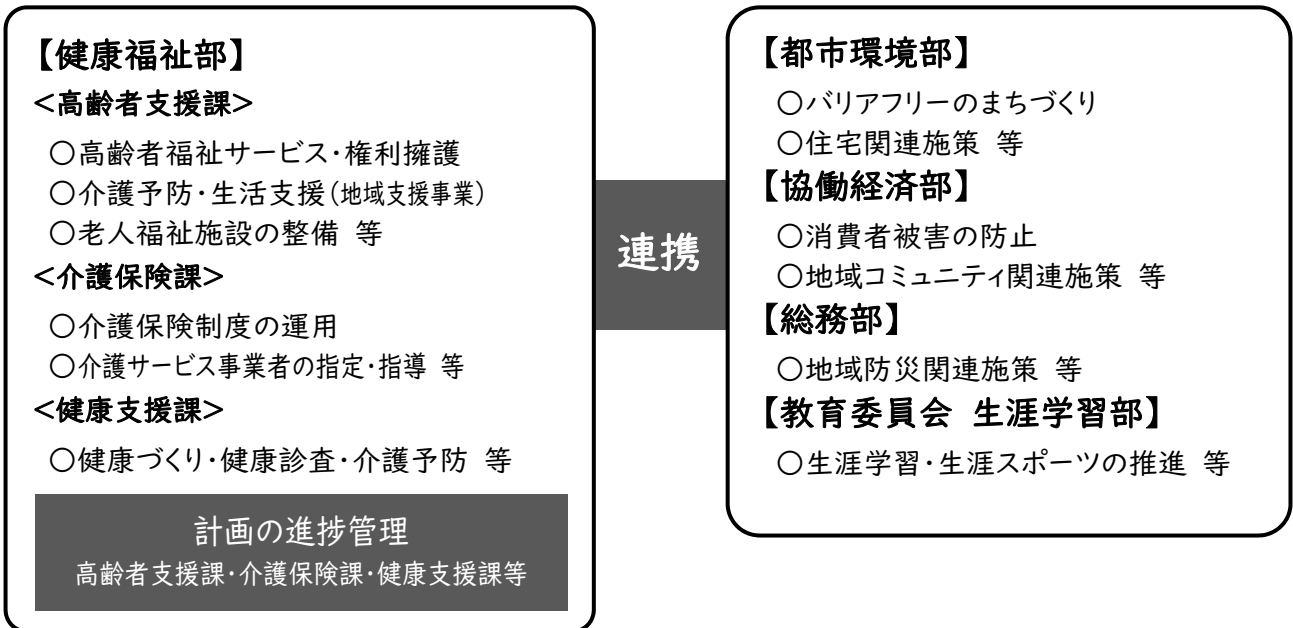 【健康福祉部】
<高齢者支援課>
○高齢者福祉サービス・権利擁護
○介護予防・生活支援(地域支援事業)
○老人福祉施設の整備 等
<介護保険課>
○介護保険制度の運用
○介護サービス事業者の指定・指導 等
<健康支援課>
○健康づくり・健康診査・介護予防 等
計画の進捗管理
高齢者支援課・介護保険課・健康支援課等
連携
【都市環境部】
○バリアフリーのまちづくり
○住宅関連施策 等
【協働経済部】
○消費者被害の防止
○地域コミュニティ関連施策 等
【総務部】
○地域防災関連施策 等
【教育委員会 生涯学習部】
○生涯学習・生涯スポーツの推進 等